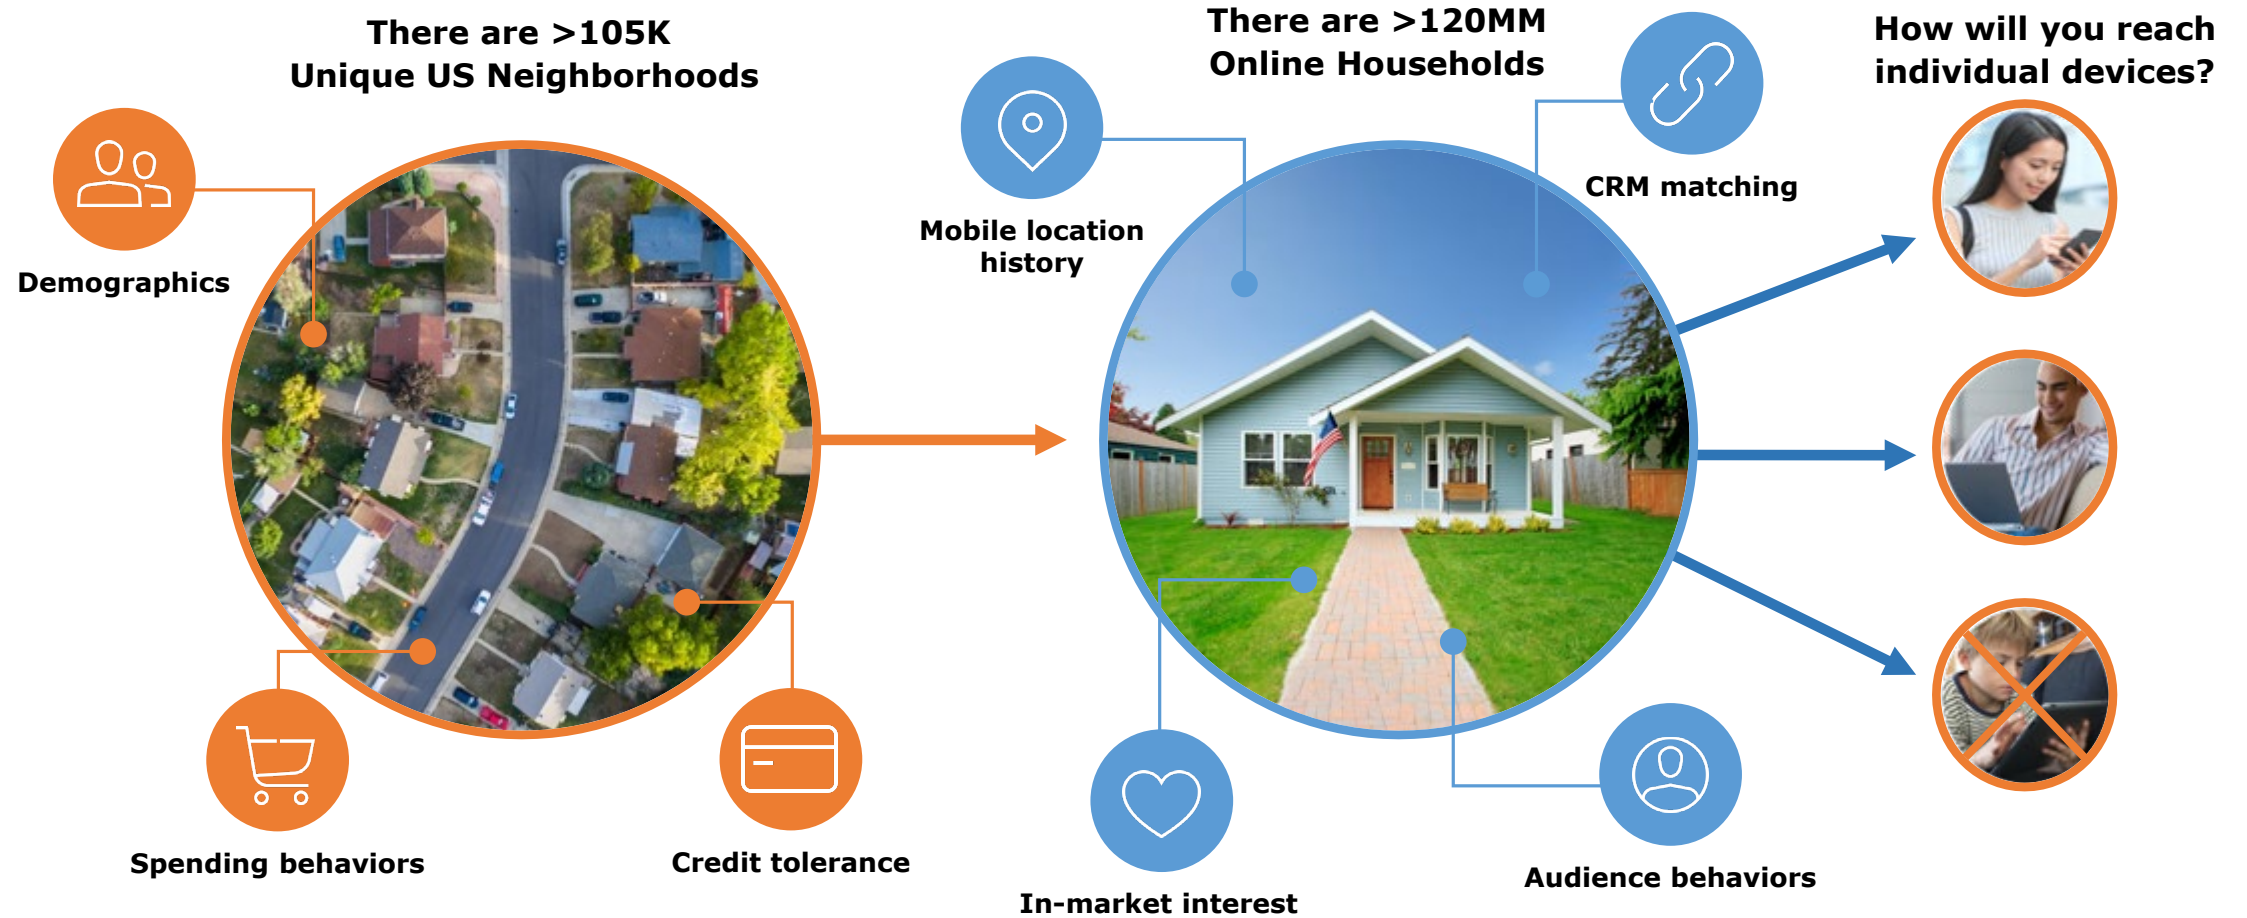 There are >105K
Unique US Neighborhoods
There are >120MM
Online Households
How will you reach
individual devices?
Demographics
Mobile location
history
CRM matching
Spending behaviors
Credit tolerance
In-market interest
Audience behaviors